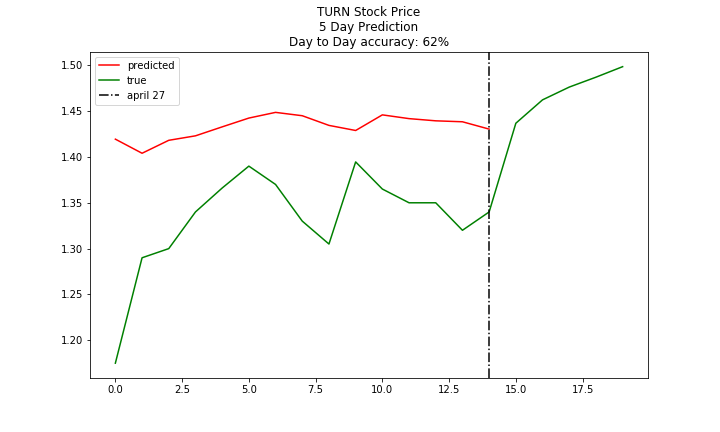 TURN Stock Price
5 Day Prediction
Day to Day accuracy: 62%
predicted
true
april 27
1.50
1.45
1.40
1.35
1.30
1.25
1.20
0.0 2.5 5.0 7.5 10.0 12.5 15.0 17.5